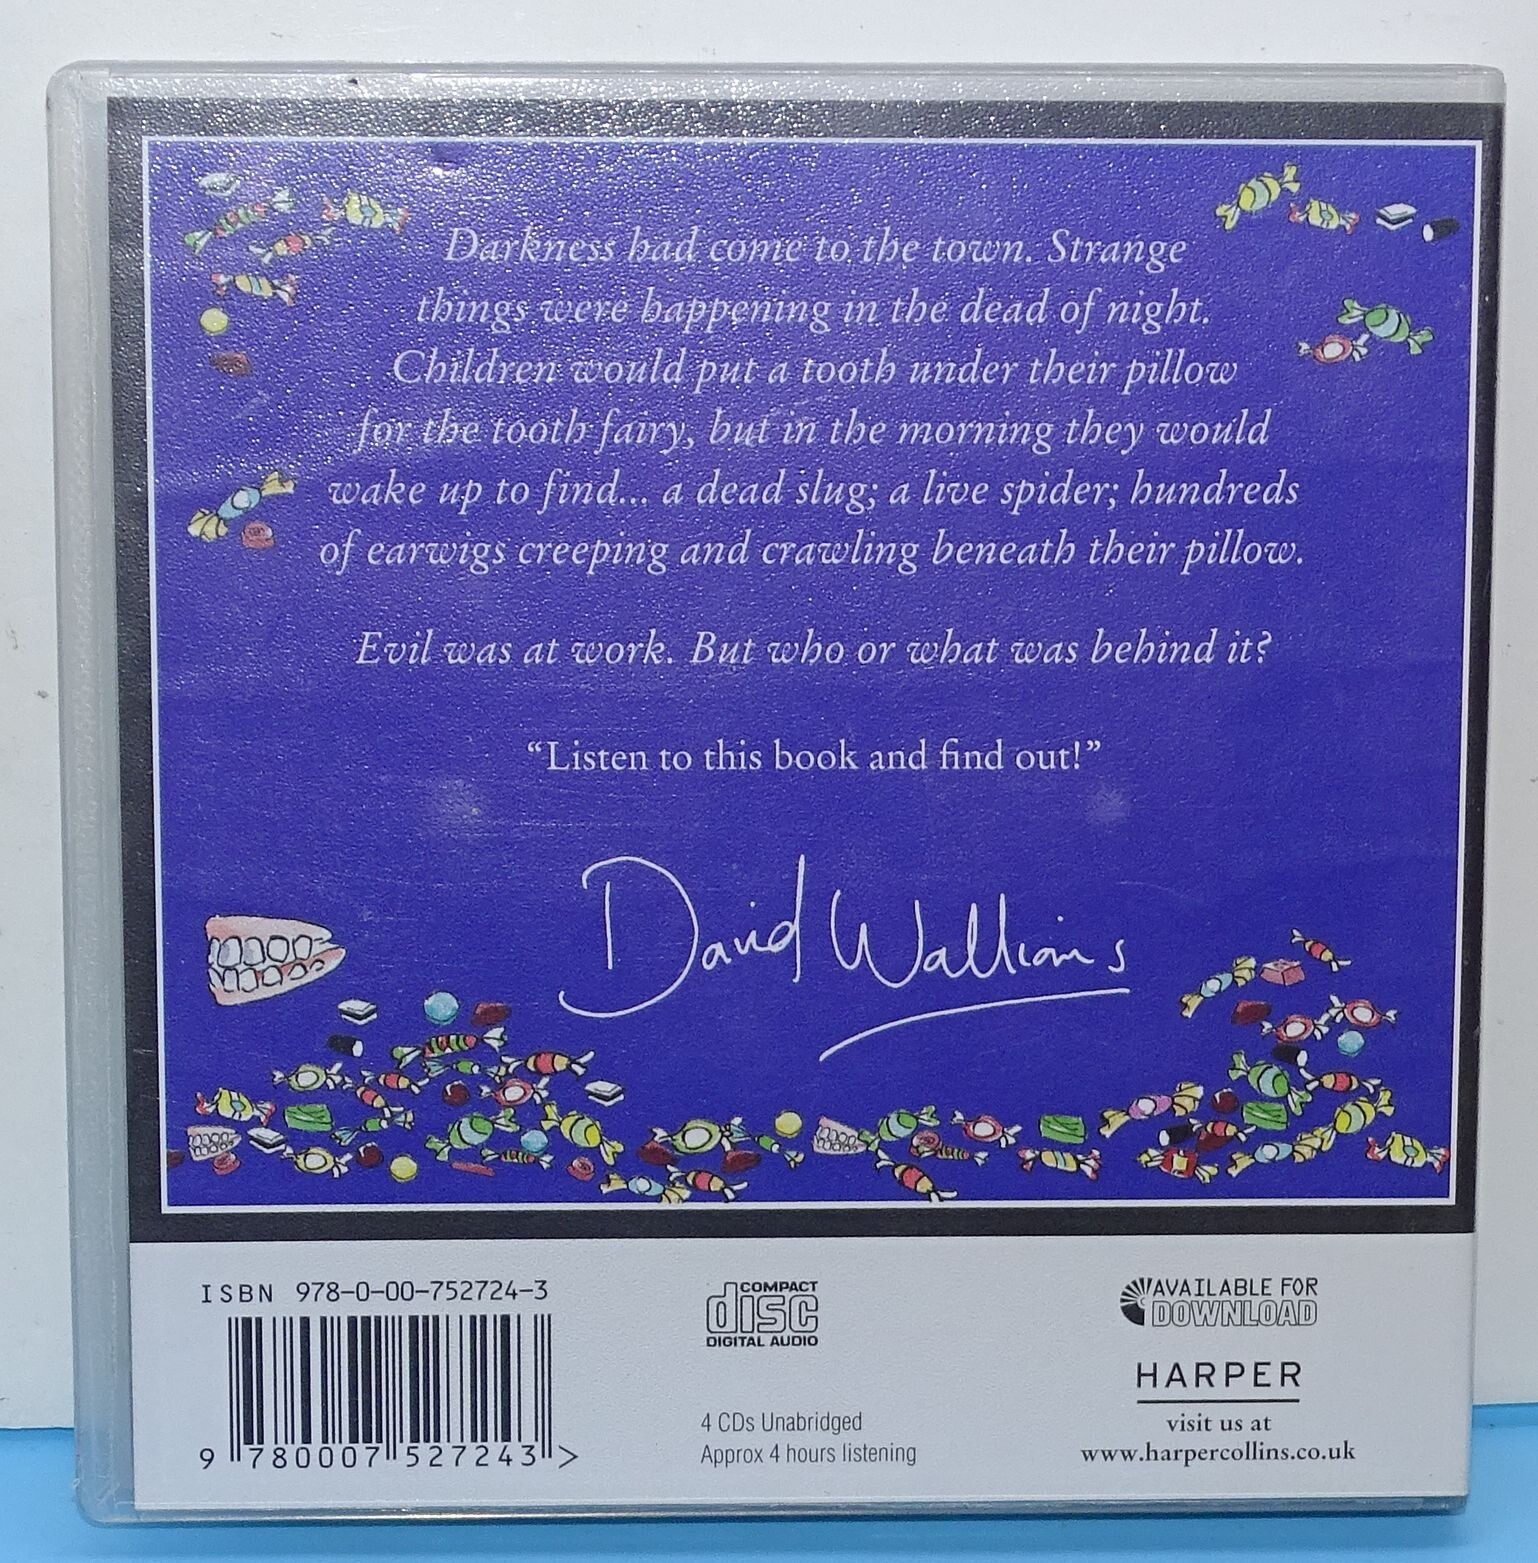 Darkness had come to the town. Strange
things were happening in the dead of night.
Children would put a tooth under their pillow
for the tooth fairy, but in the morning they would
wake up to find... a dead slug; a live spider; hundreds
of earwigs creeping and crawling beneath their pillow.
Evil was at work. But who or what was behind it?
“Listen to this book and find out!”
David Walliams
ISBN 978-0-00-752724-3
9 780007 527243 >
COMPACT
disc
DIGITAL AUDIO
4 CDs Unabridged
Approx 4 hours listening
AVAILABLE FOR
DOWNLOAD
HARPER
visit us at
www.harpercollins.co.uk